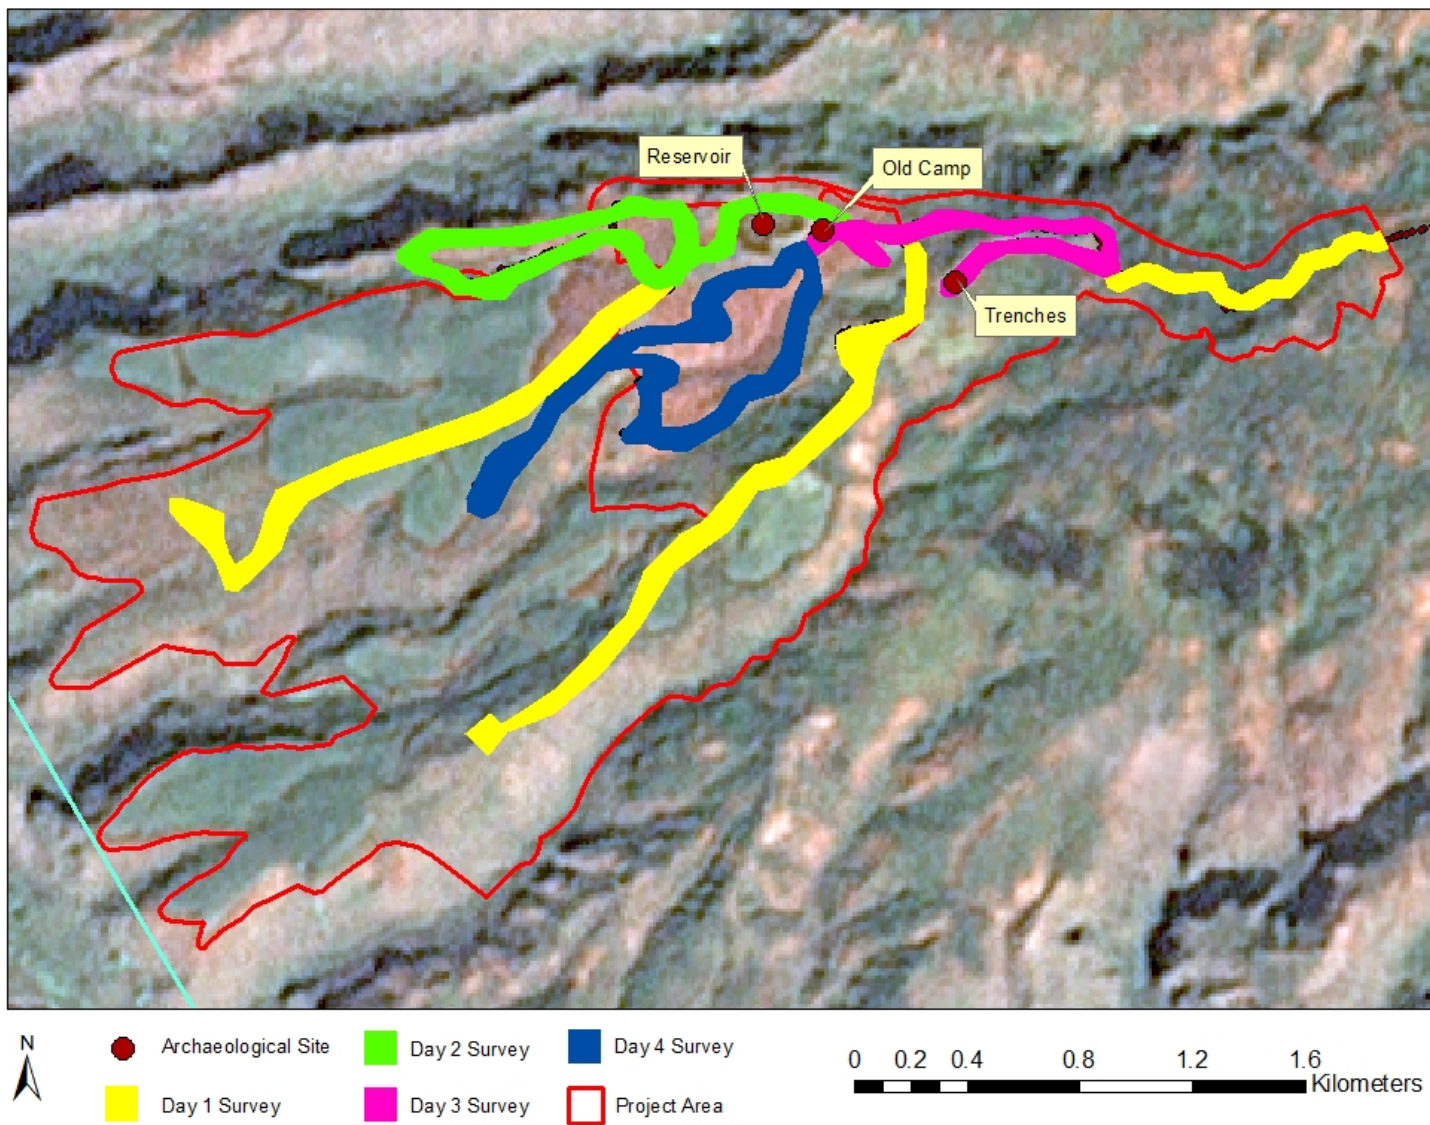 Reservoir
Old Camp
Trenches
N
Archaeological Site
Day 2 Survey
Day 4 Survey
Day 1 Survey
Day 3 Survey
Project Area
0 0.2 0.4 0.8 1.2 1.6
Kilometers